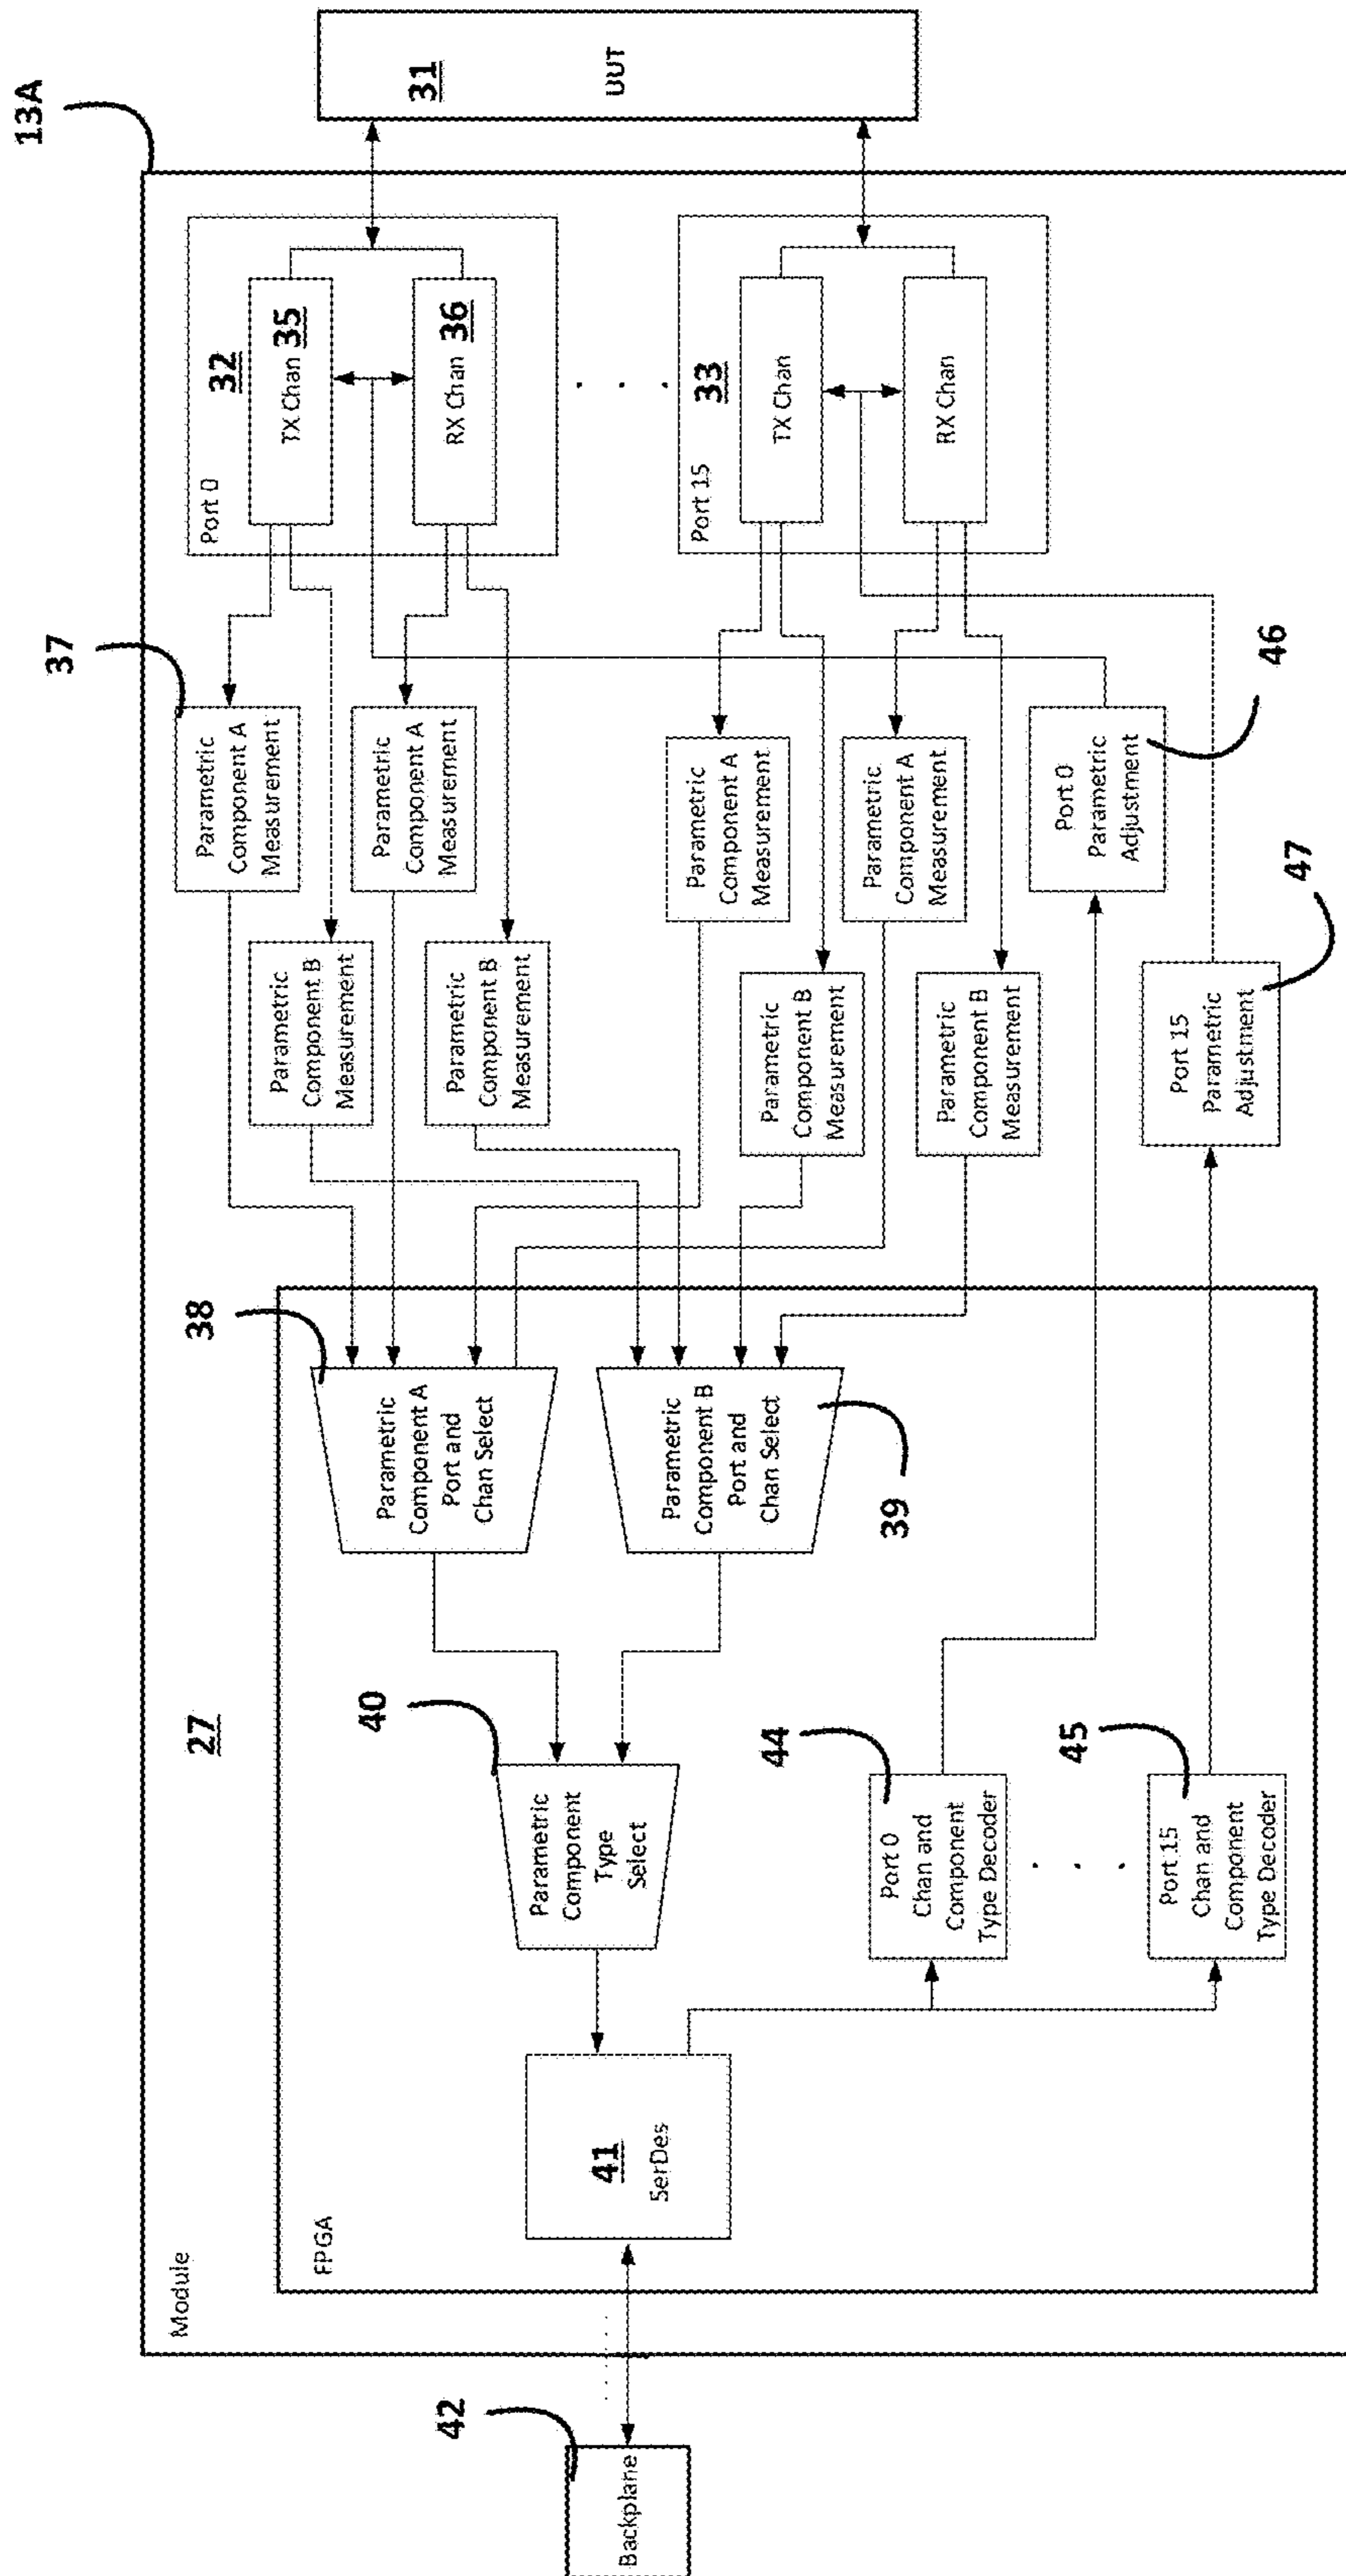 13A
Module
27
FPGA
42
Backplane
41
SerDes
40
Parametric
Component
Type
Select
38
Parametric
Component A
Port and
Chan Select
39
Parametric
Component B
Port and
Chan Select
44
Port 0
Chan and
Component
Type Decoder
. . .
45
Port 15
Chan and
Component
Type Decoder
37
Parametric
Component A
Measurement
Parametric
Component B
Measurement
Parametric
Component A
Measurement
Parametric
Component B
Measurement
Parametric
Component A
Measurement
Parametric
Component B
Measurement
Parametric
Component A
Measurement
Parametric
Component B
Measurement
Port 0
Parametric
Adjustment
46
Port 15
Parametric
Adjustment
47
Port 0
32
TX Chan 35
RX Chan 36
. . .
Port 15
33
TX Chan
RX Chan
31
UUT